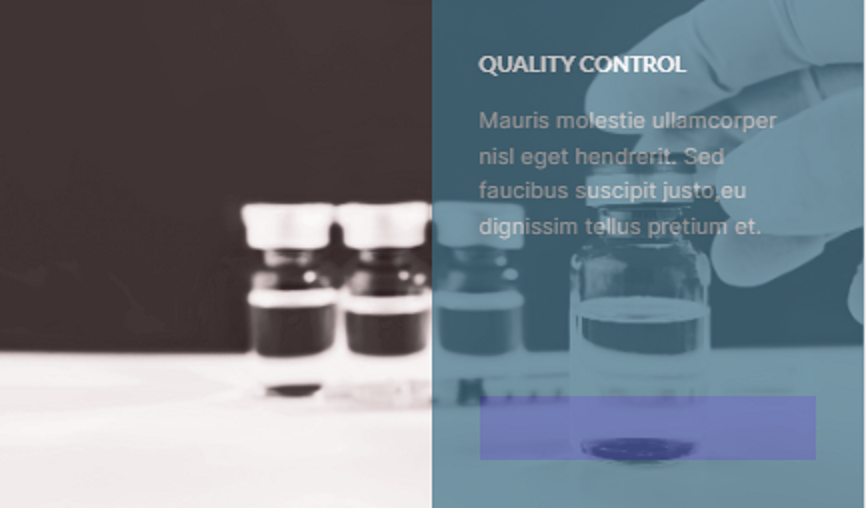 QUALITY CONTROL
Mauris molestie ullamcorper
nisl eget hendrerit. Sed
faucibus suscipit justo,eu
dignissim tellus pretium et.